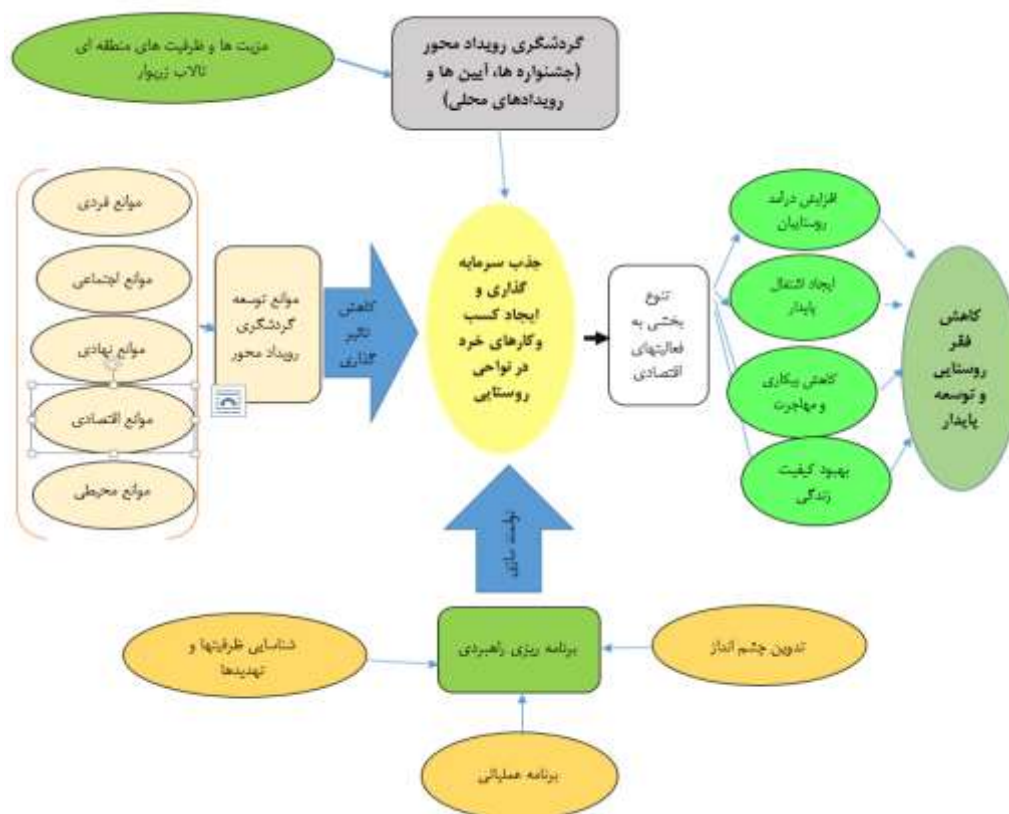 مزیت ها و ظرفیت های منطقه ای
تالاب زریوار
گردشگری رویداد محور
(جشنواره ها، آیین ها و
رویدادهای محلی)
موانع فردی
موانع اجتماعی
موانع نهادی
موانع اقتصادی
موانع محیطی
موانع توسعه
گردشگری
رویداد محور
کاهش
تاثیر
گذاری
جذب سرمایه
گذاری و
ایجاد کسب
وکارهای خرد
در نواحی
روستایی
تنوع
بخشی به
فعالیتهای
اقتصادی
افزایش درآمد
روستاییان
ایجاد اشتغال
پایدار
کاهش بیکاری
و مهاجرت
بهبود کیفیت
زندگی
کاهش
فقر
روستایی
و توسعه
پایدار
برنامه ریزی راهبردی
شناسایی ظرفیتها و
تهدیدها
تدوین چشم انداز
برنامه عملیاتی